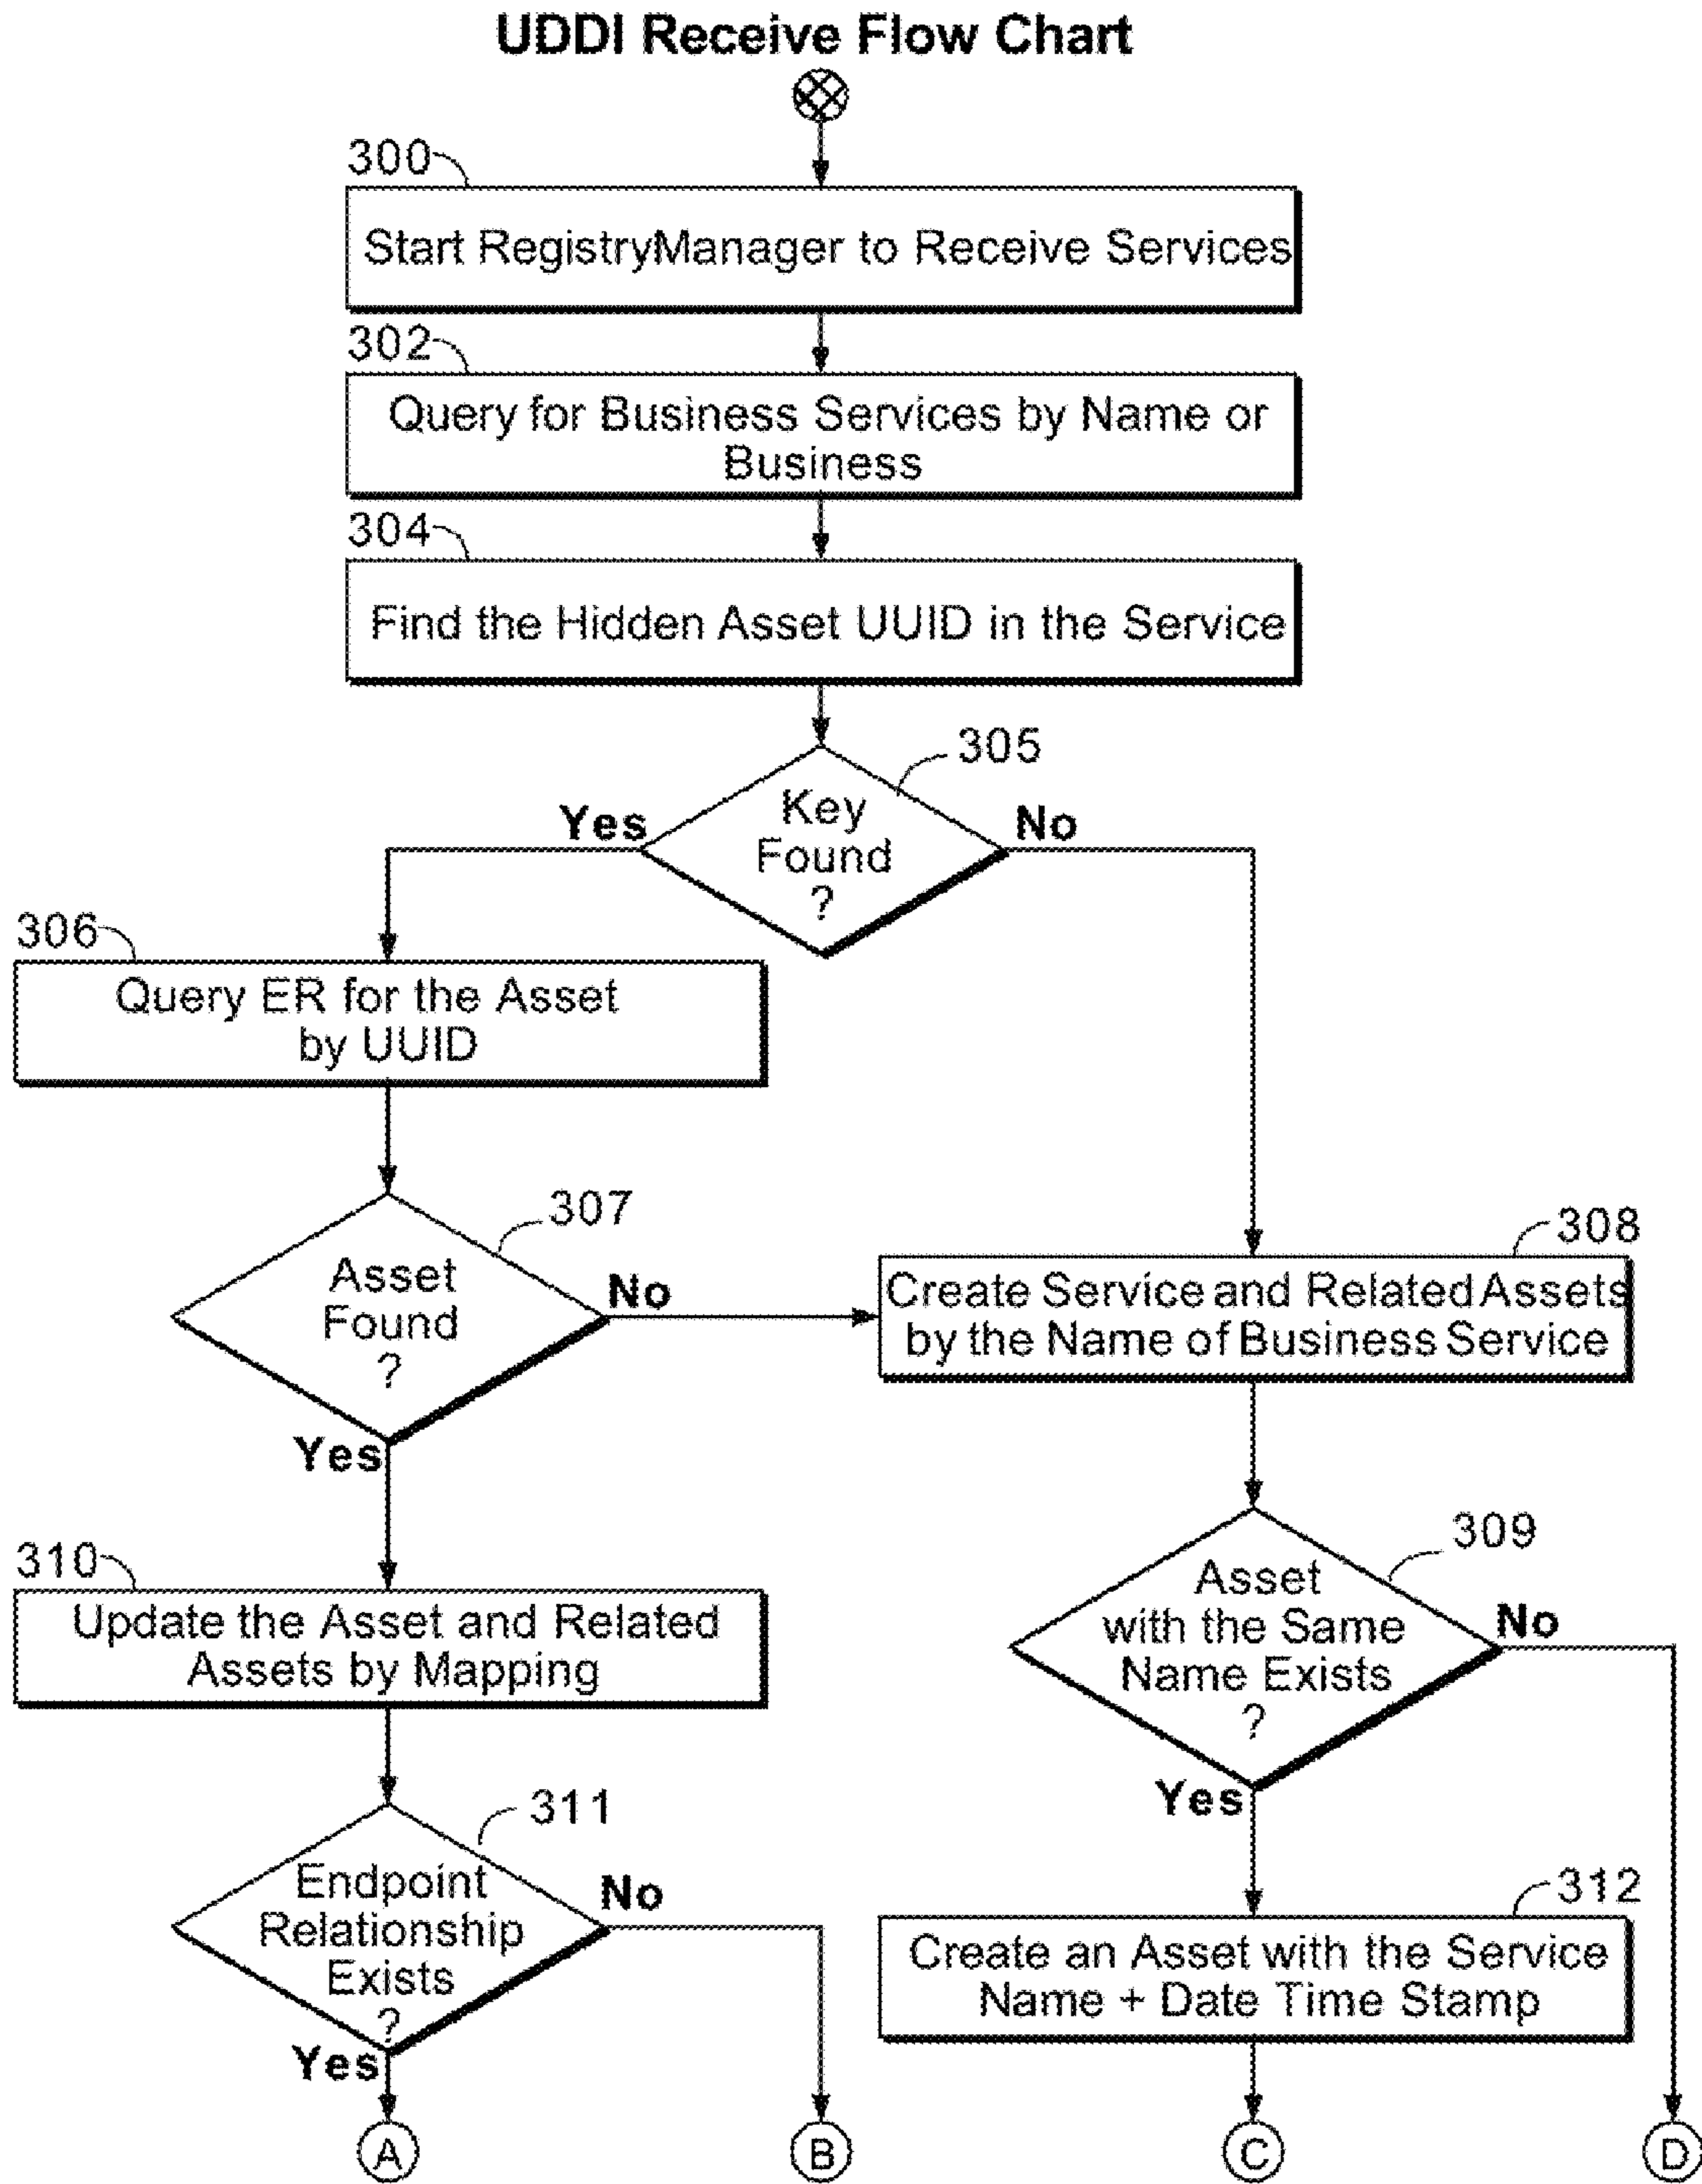 UDDI Receive Flow Chart
300
Start RegistryManager to Receive Services
302
Query for Business Services by Name or
Business
304
Find the Hidden Asset UUID in the Service
305
Key
Found
?
Yes
No
306
Query ER for the Asset
by UUID
307
Asset
Found
?
No
Yes
308
Create Service and Related Assets
by the Name of Business Service
309
Asset
with the Same
Name Exists
?
No
Yes
310
Update the Asset and Related
Assets by Mapping
311
Endpoint
Relationship
Exists
?
No
Yes
312
Create an Asset with the Service
Name + Date Time Stamp
A
B
C
D